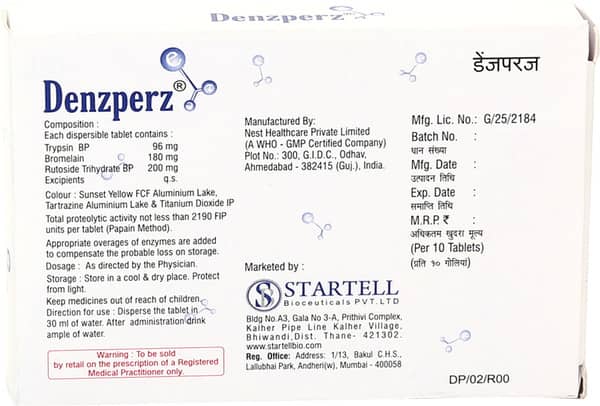 Denzperz®
Composition :
Each dispersible tablet contains :
Trypsin BP 96 mg
Bromelain 180 mg
Rutoside Trihydrate BP 200 mg
Excipients q.s.
Colour : Sunset Yellow FCF Aluminium Lake,
Tartrazine Aluminium Lake & Titanium Dioxide IP
Total proteolytic activity not less than 2190 FIP
units per tablet (Papain Method).
Appropriate overages of enzymes are added
to compensate the probable loss on storage.
Dosage : As directed by the Physician.
Storage : Store in a cool & dry place. Protect
from light.
Keep medicines out of reach of children.
Direction for use : Disperse the tablet in
30 ml of water. After administration drink
ample of water.
Warning : To be sold
by retail on the prescription of a Registered
Medical Practitioner only.
Denzperz
Manufactured By:
Nest Healthcare Private Limited
(A WHO - GMP Certified Company)
Plot No.: 300, G.I.D.C., Odhav,
Ahmedabad - 382415 (Guj.), India.
Marketed by :
STARTELL
Bioceuticals PVT.LTD
Bldg No.A3, Gala No 3-A, Prithivi Complex,
Kalher Pipe Line Kalher Village,
Bhiwandi,Dist. Thane - 421302.
www.startellbio.com
Reg. Office: Address: 1/13, Bakul C.H.S.,
Lallubhai Park, Andheri(w), Mumbai - 400058
डेंजपरज
Mfg. Lic. No.: G/25/2184
Batch No. :
धान संख्या
Mfg. Date :
उत्पादन तिथि
Exp. Date :
समाप्ति तिथि
M.R.P. ₹ :
अधिकतम खुदरा मूल्य
(Per 10 Tablets)
(प्रति १० गोलियां)
DP/02/R00